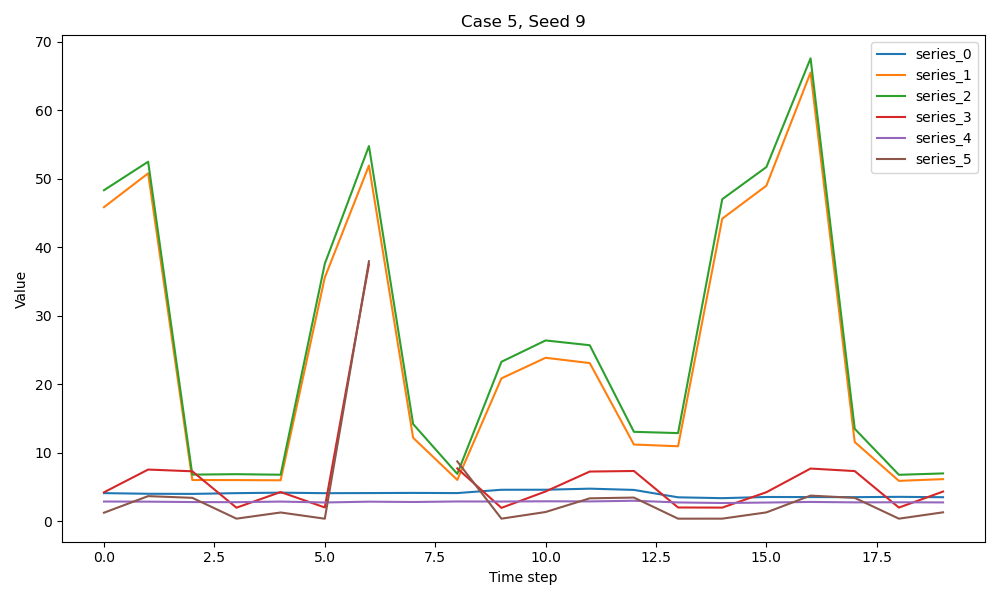 Case 5, Seed 9
Value
70
60
50
40
30
20
10
0
series_0
series_1
series_2
series_3
series_4
series_5
0.0 2.5 5.0 7.5 10.0 12.5 15.0 17.5
Time step